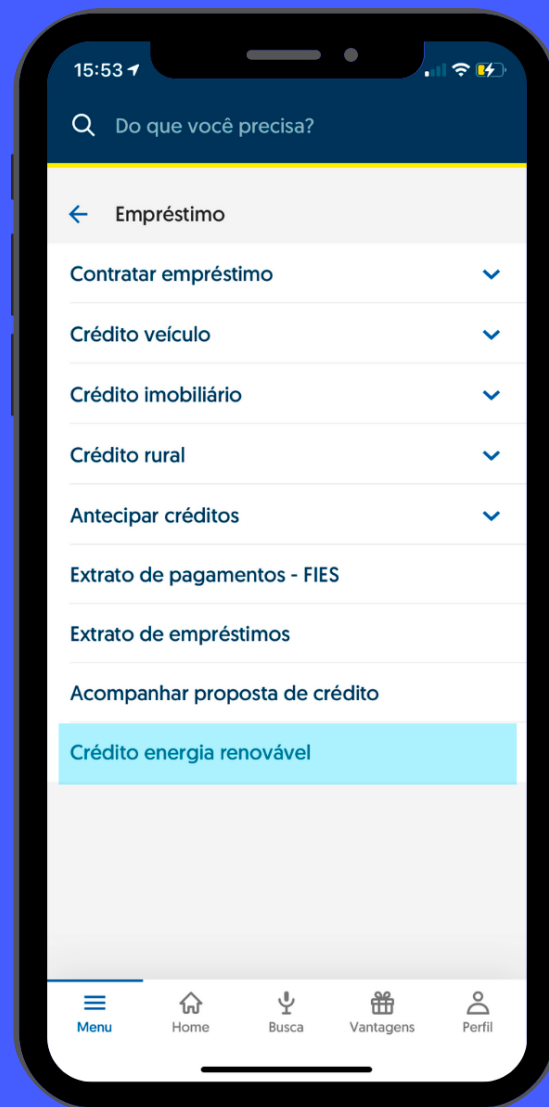 15:53
Do que você precisa?
Empréstimo
Contratar empréstimo
Crédito veículo
Crédito imobiliário
Crédito rural
Antecipar créditos
Extrato de pagamentos - FIES
Extrato de empréstimos
Acompanhar proposta de crédito
Crédito energia renovável
Menu Home Busca Vantagens Perfil